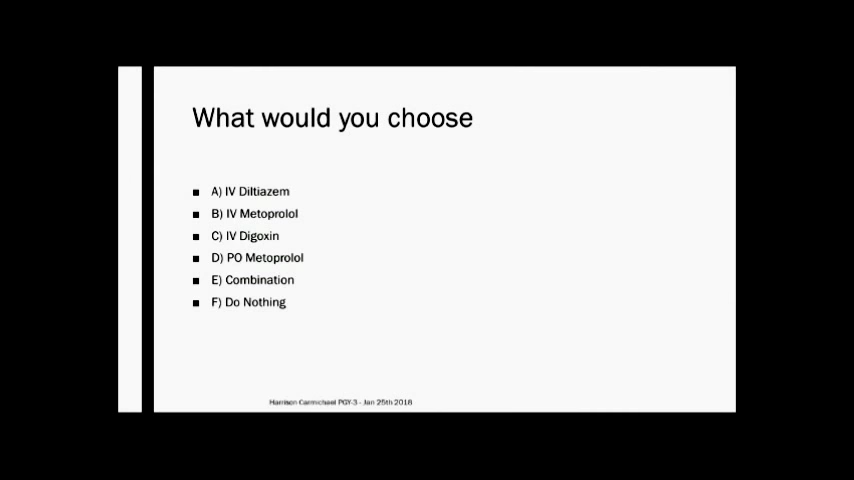 What would you choose
A) IV Diltiazem
B) IV Metoprolol
C) IV Digoxin
D) PO Metoprolol
E) Combination
F) Do Nothing
Harrison Carmichael PGY-3 - Jan 25th 2018